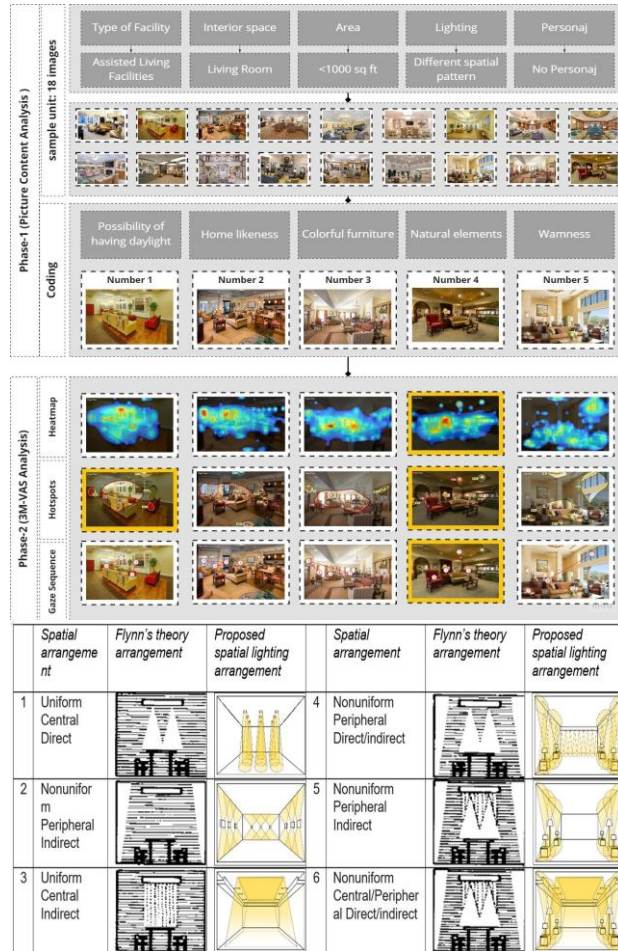 Phase-1 (Picture Content Analysis )
sample unit: 18 images
Type of Facility
Interior space
Area
Lighting
Personaj
Assisted Living
Facilities
Living Room
<1000 sq ft
Different spatial
pattern
No Personaj
Coding
Possibility of
having daylight
Home likeness
Colorful furniture
Natural elements
Wamness
Number 1
Number 2
Number 3
Number 4
Number 5
Phase-2 (3M-VAS Analysis)
Heatmap
Hotspots
Gaze Sequence
Spatial
arrangeme
nt
Flynn's theory
arrangement
Proposed
spatial lighting
arrangement
Spatial
arrangement
Flynn's theory
arrangement
Proposed
spatial lighting
arrangement
1
Uniform
Central
Direct
4
Nonuniform
Peripheral
Direct/indirect
2
Nonunifor
m
Peripheral
Indirect
5
Nonuniform
Peripheral
Indirect
3
Uniform
Central
Indirect
6
Nonuniform
Central/Peripher
al Direct/indirect